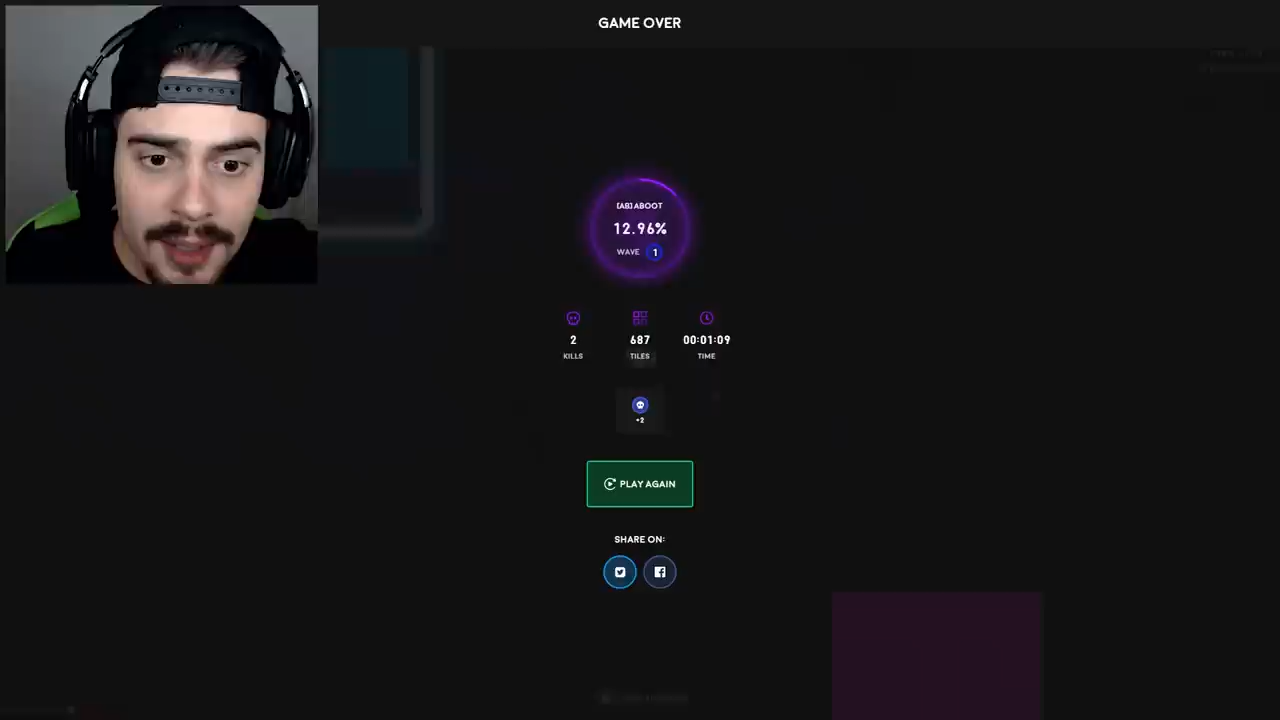 GAME OVER
[AB] ABOOT
12.96%
WAVE 1
2 687 00:01:09
KILLS TILES TIME
+2
PLAY AGAIN
SHARE ON: